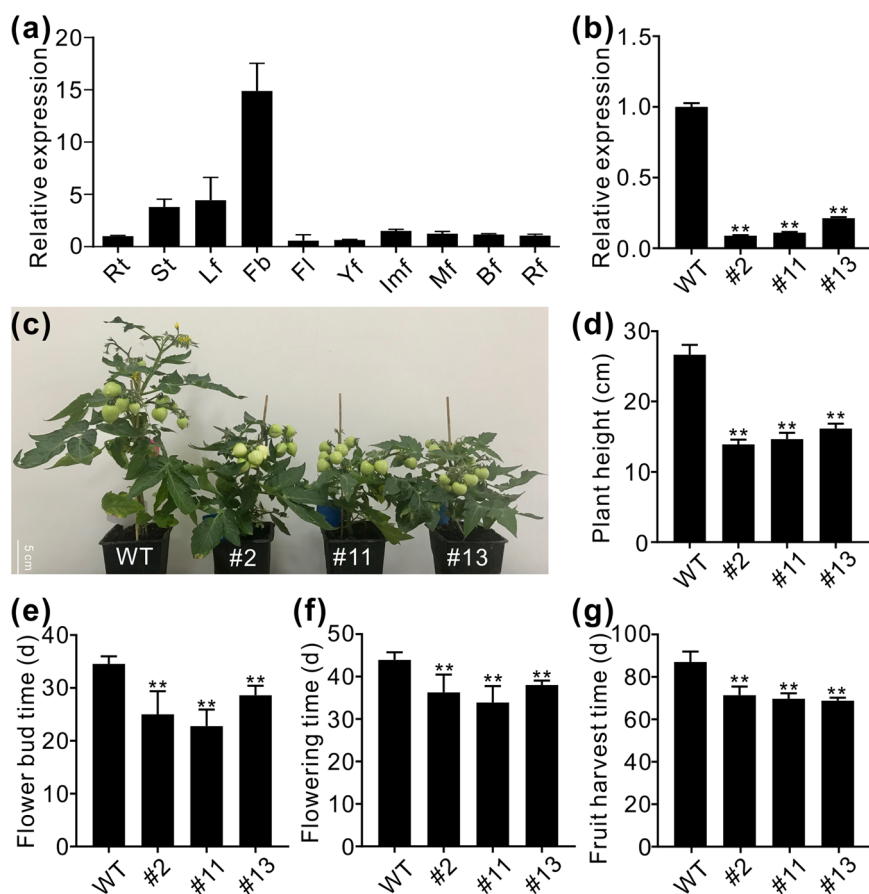 (a)
Relative expression
20
15
10
5
0
Rt St Lf Fb Fl Yf Imf Mf Bf Rf
(b)
Relative expression
1.5
1.0
0.5
0.0
** ** **
WT #2 #11 #13
(c)
WT #2 #11 #13
5 cm
(d)
Plant height (cm)
30
20
10
0
** ** **
WT #2 #11 #13
(e)
Flower bud time (d)
40
30
20
10
0
** ** **
WT #2 #11 #13
(f)
Flowering time (d)
50
40
30
20
10
0
** ** **
WT #2 #11 #13
(g)
Fruit harvest time (d)
100
80
60
40
20
0
** ** **
WT #2 #11 #13